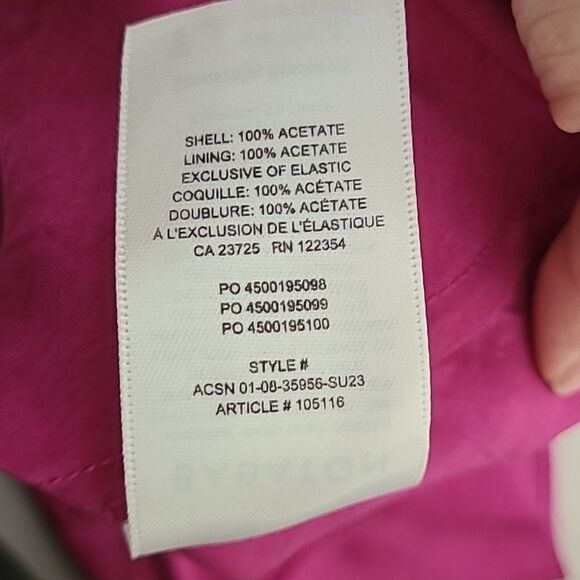 SHELL: 100% ACETATE
LINING: 100% ACETATE
EXCLUSIVE OF ELASTIC
COQUILLE: 100% ACÉTATE
DOUBLURE: 100% ACÉTATE
A L'EXCLUSION DE L'ÉLASTIQUE
CA 23725 RN 122354
PO 4500195098
PO 4500195099
PO 4500195100
STYLE #
ACSN 01-08-35956-SU23
ARTICLE # 105116